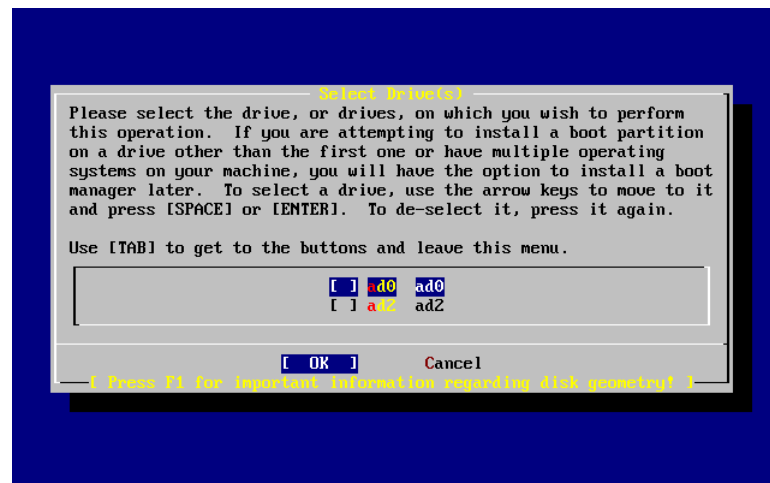 Select Drive(s)
Please select the drive, or drives, on which you wish to perform
this operation.  If you are attempting to install a boot partition
on a drive other than the first one or have multiple operating
systems on your machine, you will have the option to install a boot
manager later.  To select a drive, use the arrow keys to move to it
and press [SPACE] or [ENTER].  To de-select it, press it again.
Use [TAB] to get to the buttons and leave this menu.
[ ] ad0  ad0
[ ] ad2  ad2
[  OK  ]       Cancel
[ Press F1 for important information regarding disk geometry! ]